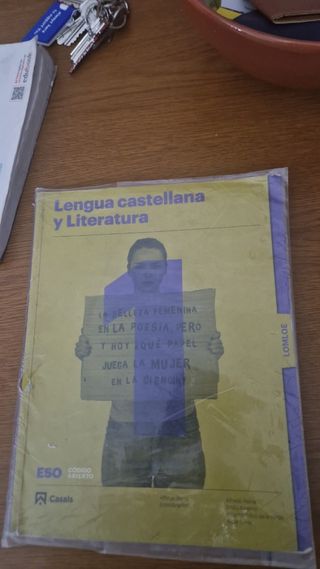 Lengua castellana
y Literatura
LA BELLEZA FEMENINA
EN LA POESÍA, PERO
Y HOY ¿QUÉ PAPEL
JUEGA LA MUJER
EN LA CIENCIA?
LOMLOE
ESO
CÓDIGO
ABIERTO
Casals